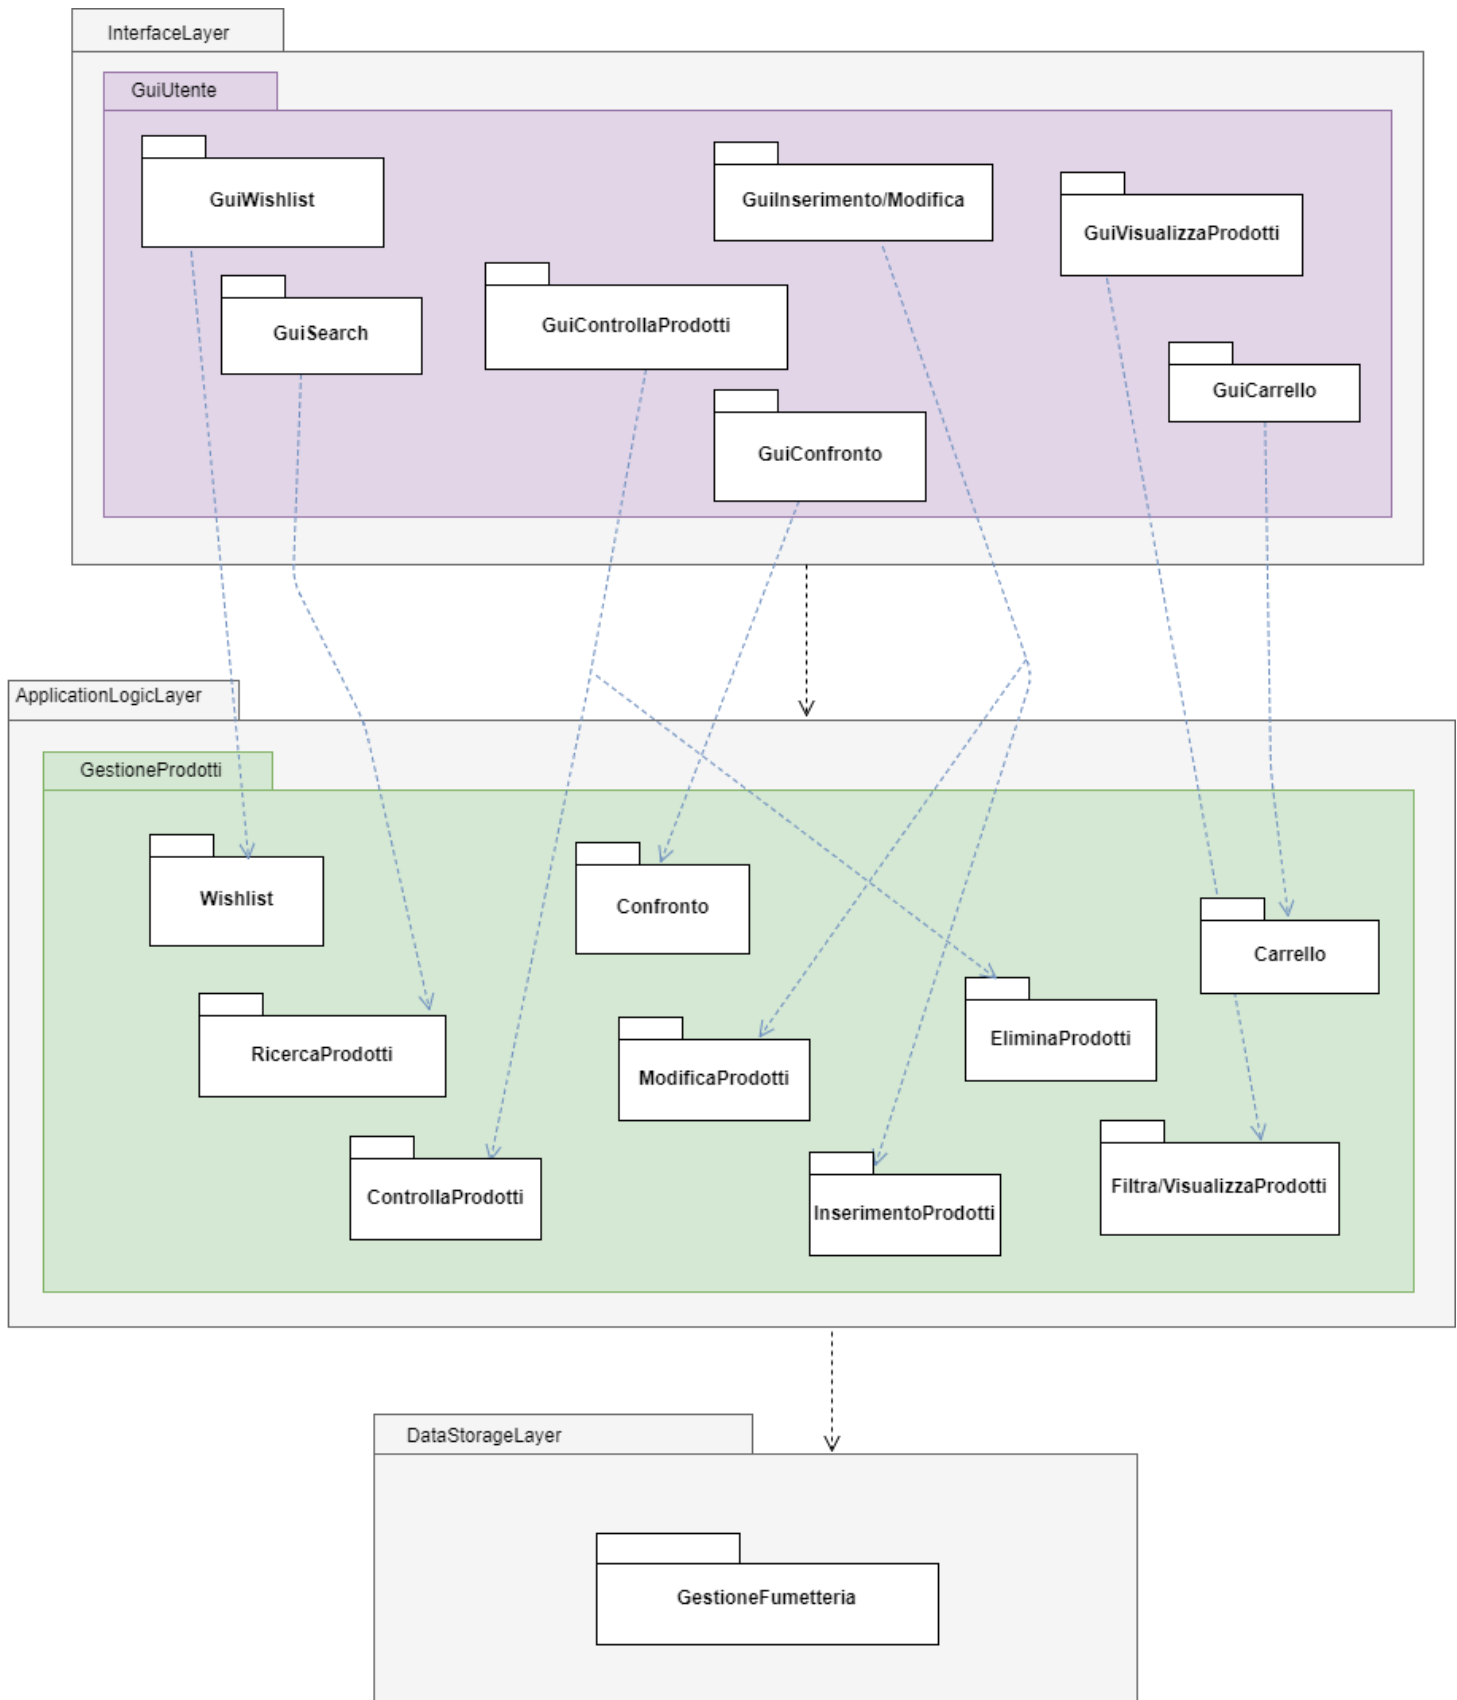 InterfaceLayer
GuiUtente
GuiWishlist
GuiInserimento/Modifica
GuiVisualizzaProdotti
GuiSearch
GuiControllaProdotti
GuiCarrello
GuiConfronto
ApplicationLogicLayer
GestioneProdotti
Wishlist
Confronto
Carrello
RicercaProdotti
ModificaProdotti
EliminaProdotti
ControllaProdotti
InserimentoProdotti
Filtra/VisualizzaProdotti
DataStorageLayer
GestioneFumetteria